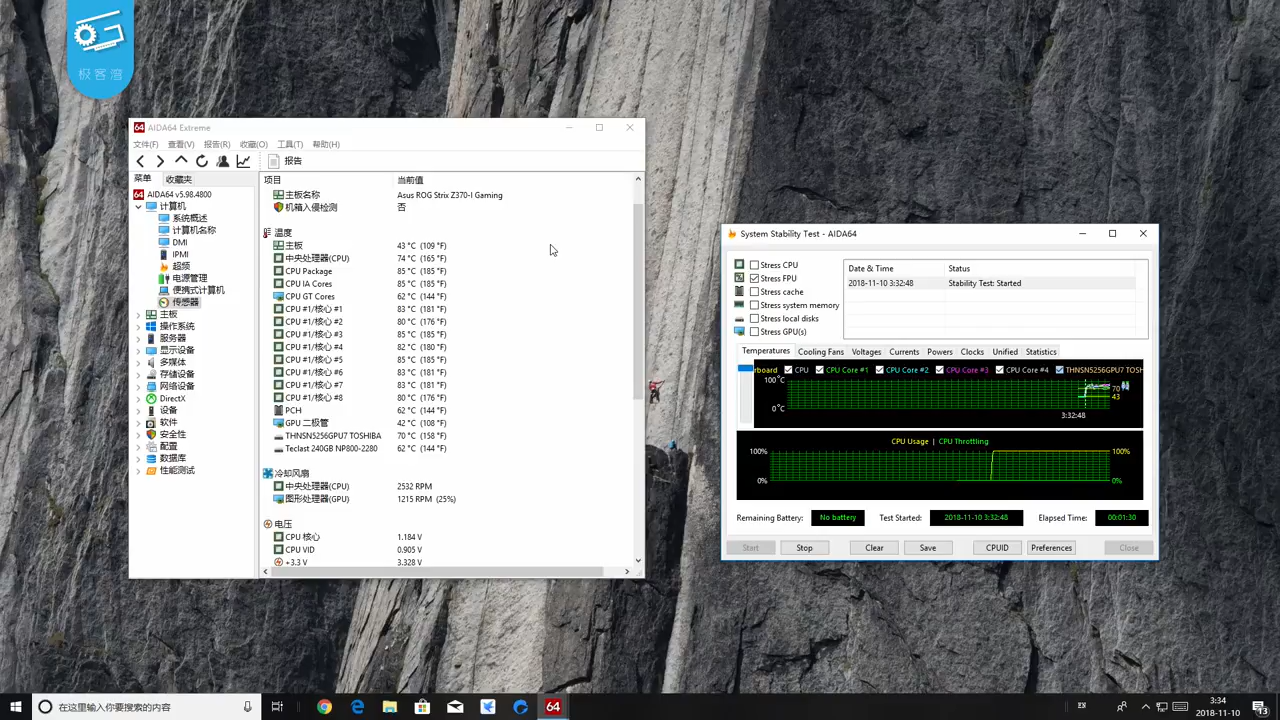 极客湾
AIDA64 Extreme
文件(F) 查看(V) 报告(R) 收藏(O) 工具(T) 帮助(H)
报告
菜单 收藏夹
AIDA64 v5.98.4800
计算机
系统概述
计算机名称
DMI
IPMI
超频
电源管理
便携式计算机
传感器
主板
操作系统
服务器
显示设备
多媒体
存储设备
网络设备
DirectX
设备
软件
安全性
配置
数据库
性能测试
项目 当前值
主板名称 Asus ROG Strix Z370-I Gaming
机箱入侵检测 否
温度
主板 43 °C (109 °F)
中央处理器(CPU) 74 °C (165 °F)
CPU Package 85 °C (185 °F)
CPU IA Cores 85 °C (185 °F)
CPU GT Cores 62 °C (144 °F)
CPU #1/核心 #1 83 °C (181 °F)
CPU #1/核心 #2 80 °C (176 °F)
CPU #1/核心 #3 85 °C (185 °F)
CPU #1/核心 #4 82 °C (180 °F)
CPU #1/核心 #5 85 °C (185 °F)
CPU #1/核心 #6 83 °C (181 °F)
CPU #1/核心 #7 83 °C (181 °F)
CPU #1/核心 #8 80 °C (176 °F)
PCH 62 °C (144 °F)
GPU 二极管 42 °C (108 °F)
THNSN5256GPU7 TOSHIBA 70 °C (158 °F)
Teclast 240GB NP800-2280 62 °C (144 °F)
冷却风扇
中央处理器(CPU) 2532 RPM
图形处理器(GPU) 1215 RPM (25%)
电压
CPU 核心 1.184 V
CPU VID 0.905 V
+3.3 V 3.328 V
System Stability Test - AIDA64
Stress CPU
Stress FPU
Stress cache
Stress system memory
Stress local disks
Stress GPU(s)
Date & Time Status
2018-11-10 3:32:48 Stability Test: Started
Temperatures Cooling Fans Voltages Currents Powers Clocks Unified Statistics
rboard CPU CPU Core #1 CPU Core #2 CPU Core #3 CPU Core #4 THNSN5256GPU7 TOSH
100°C
0°C
70
43
3:32:48
CPU Usage | CPU Throttling
100% 100%
0% 0%
Remaining Battery: No battery Test Started: 2018-11-10 3:32:48 Elapsed Time: 00:01:30
Start Stop Clear Save CPUID Preferences Close
在这里输入你要搜索的内容
64
3:34
2018-11-10
13